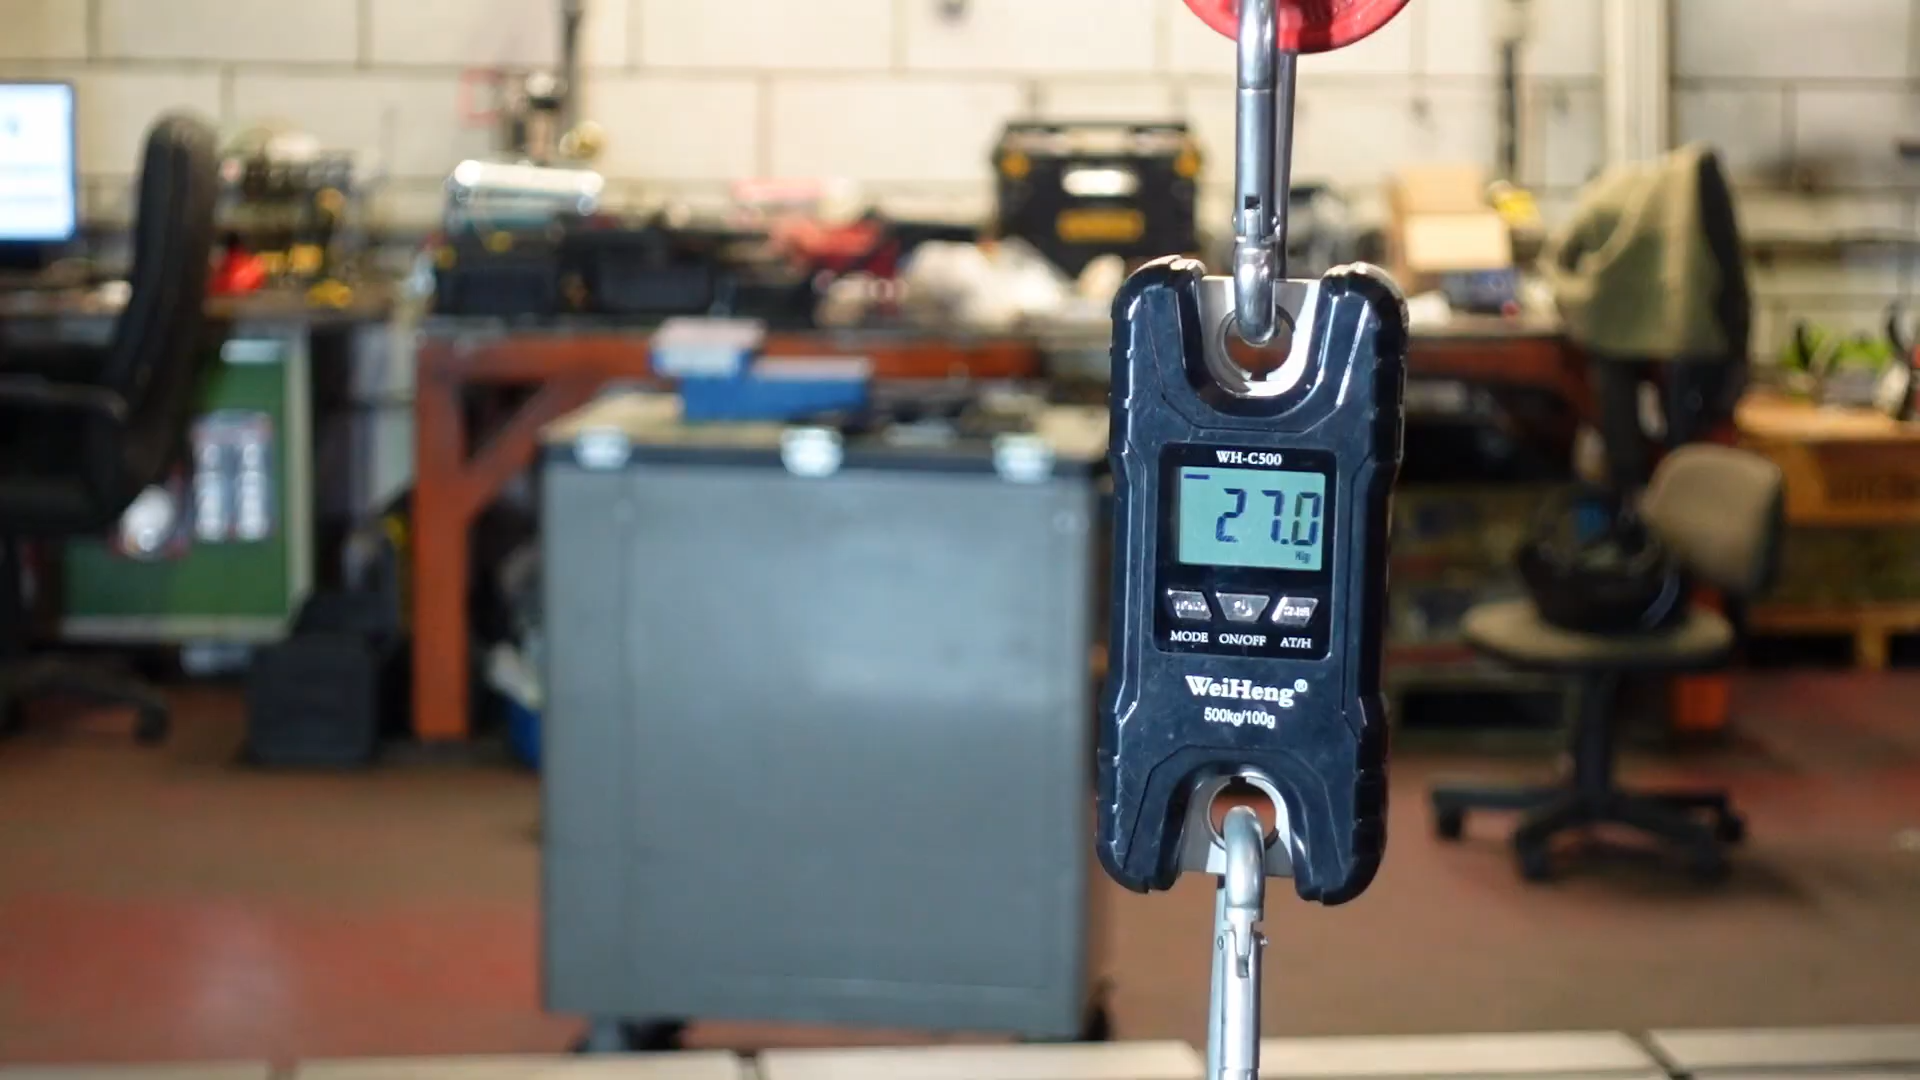 WH-C500
27.0
Kg
MODE ON/OFF AT/H
WeiHeng®
500kg/100g